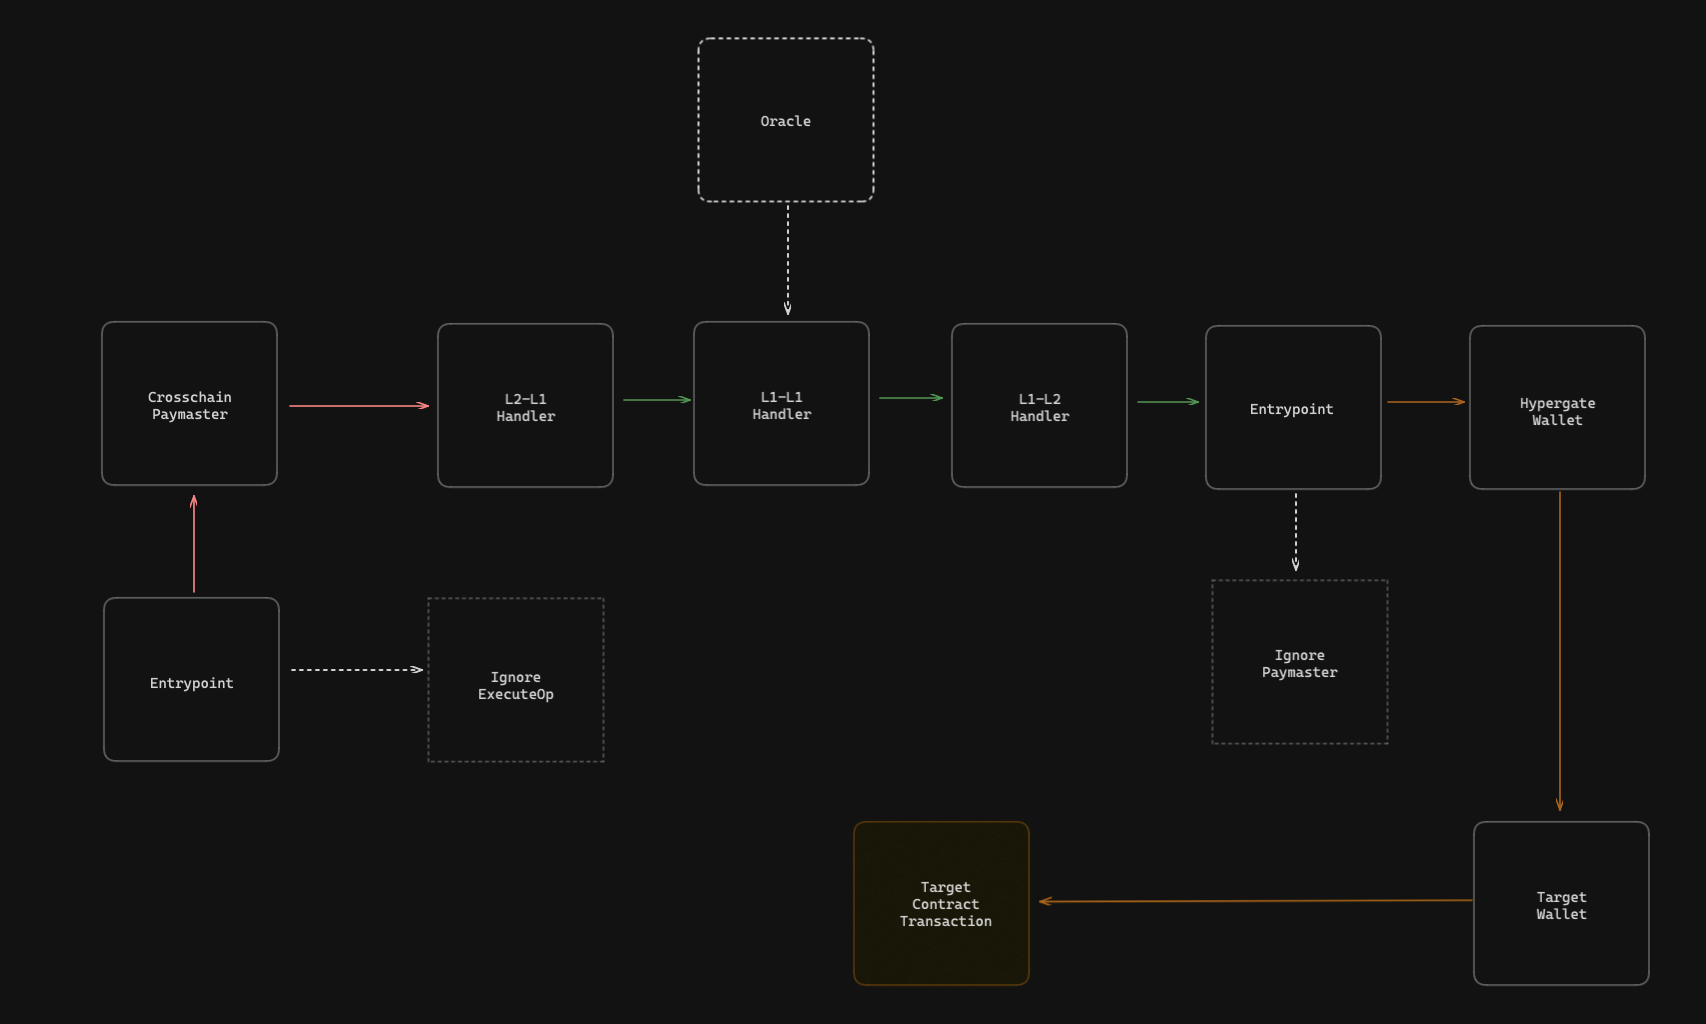 Oracle
Crosschain
Paymaster
L2-L1
Handler
L1-L1
Handler
L1-L2
Handler
Entrypoint
Hypergate
Wallet
Entrypoint
Ignore
ExecuteOp
Ignore
Paymaster
Target
Contract
Transaction
Target
Wallet